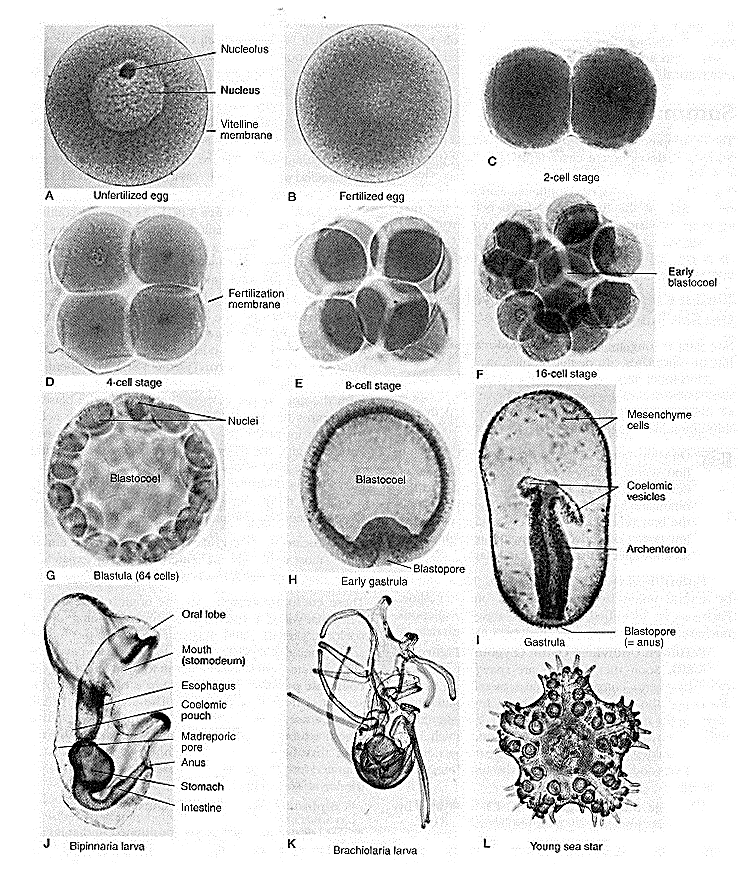 Nucleolus
Nucleus
Vitelline
membrane
A
Unfertilized egg
B
Fertilized egg
C
2-cell stage
D
4-cell stage
Fertilization
membrane
E
8-cell stage
Early
blastocoel
F
16-cell stage
Nuclei
Blastocoel
G
Blastula (64 cells)
Blastocoel
H
Early gastrula
Blastopore
Mesenchyme
cells
Coelomic
vesicles
Archenteron
I
Gastrula
Blastopore
(= anus)
Oral lobe
Mouth
(stomodeum)
Esophagus
Coelomic
pouch
Madreporic
pore
Anus
Stomach
Intestine
J
Bipinnaria larva
K
Brachiolaria larva
L
Young sea star